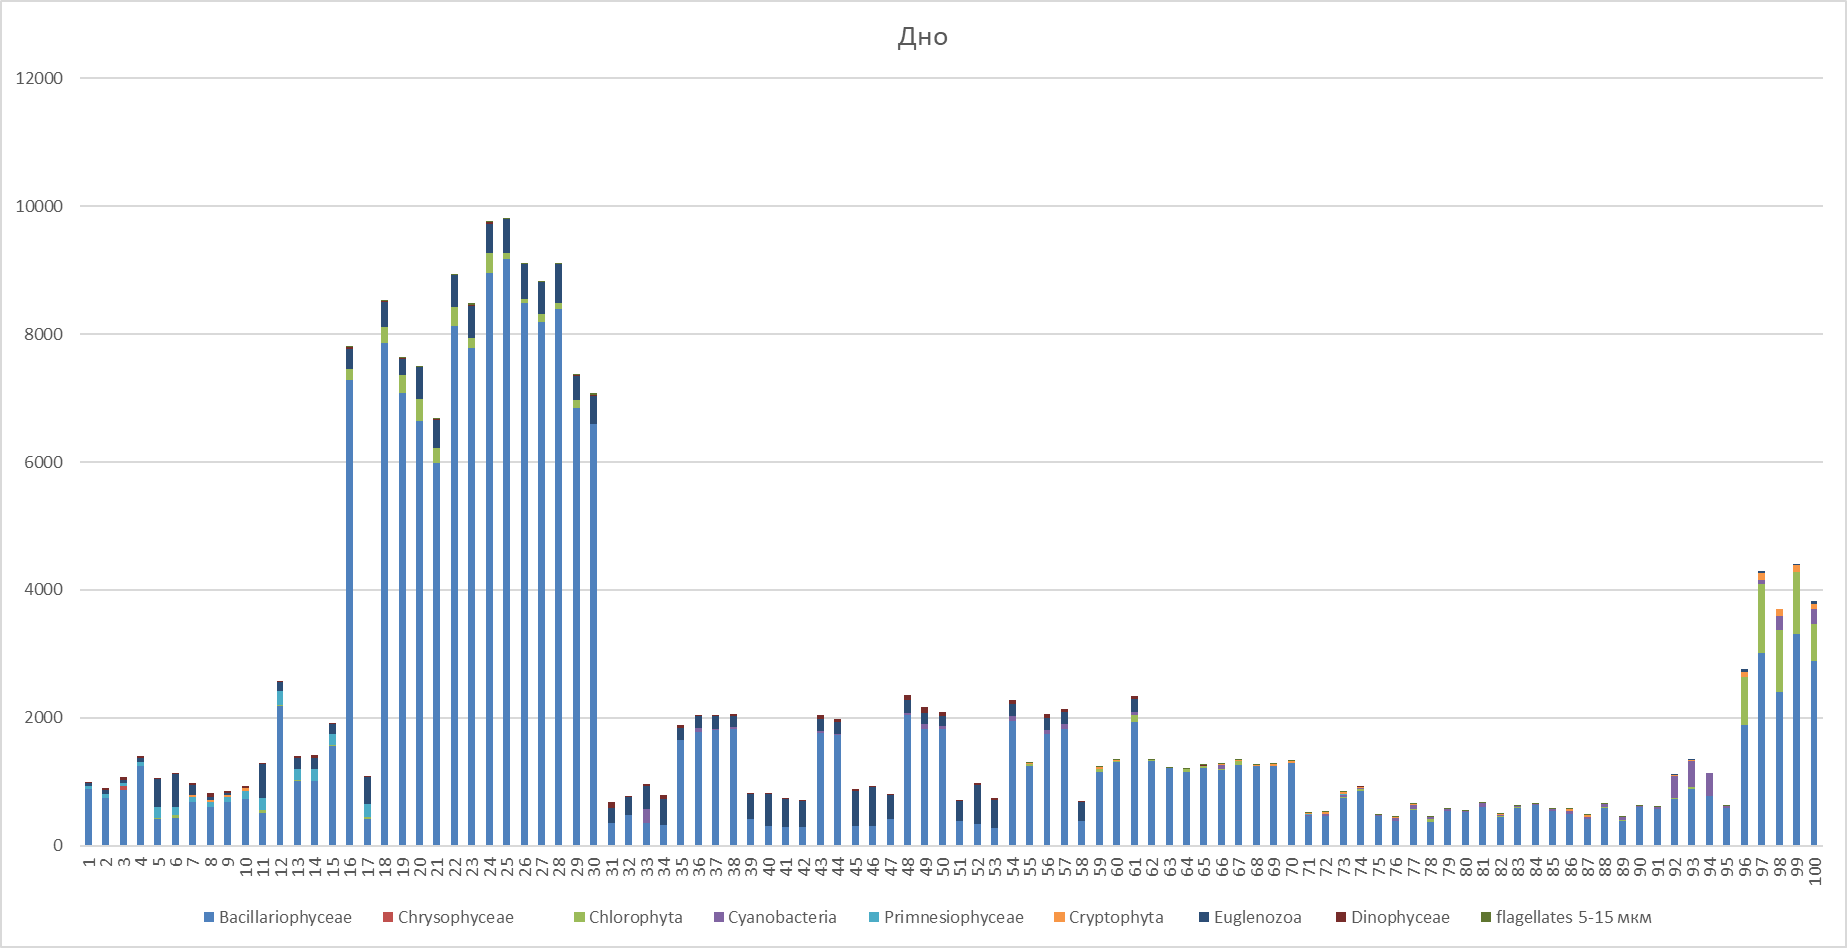 Дно
12000
10000
8000
6000
4000
2000
0
1 2 3 4 5 6 7 8 9 10 11 12 13 14 15 16 17 18 19 20 21 22 23 24 25 26 27 28 29 30 31 32 33 34 35 36 37 38 39 40 41 42 43 44 45 46 47 48 49 50 51 52 53 54 55 56 57 58 59 60 61 62 63 64 65 66 67 68 69 70 71 72 73 74 75 76 77 78 79 80 81 82 83 84 85 86 87 88 89 90 91 92 93 94 95 96 97 98 99 100
Bacillariophyceae Chrysophyceae Chlorophyta Cyanobacteria Primnesiophyceae Cryptophyta Euglenozoa Dinophyceae flagellates 5-15 мкм